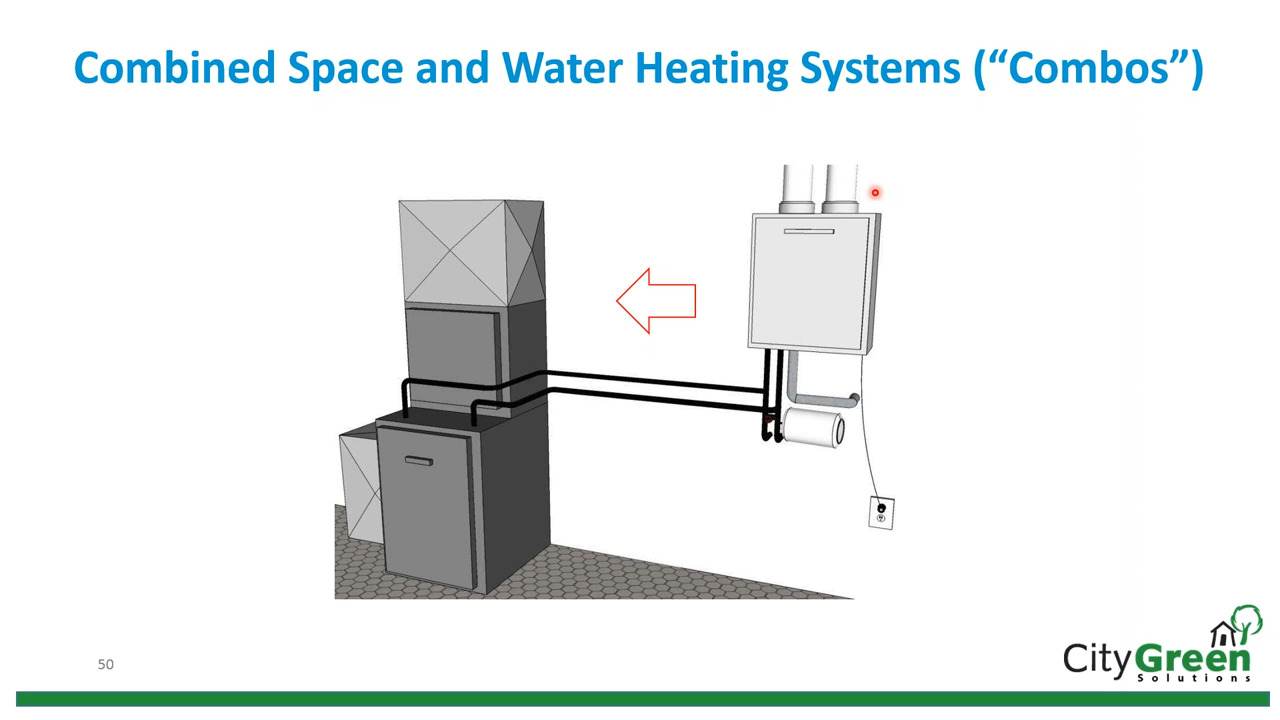 Combined Space and Water Heating Systems (“Combos”)
50
CityGreen
Solutions